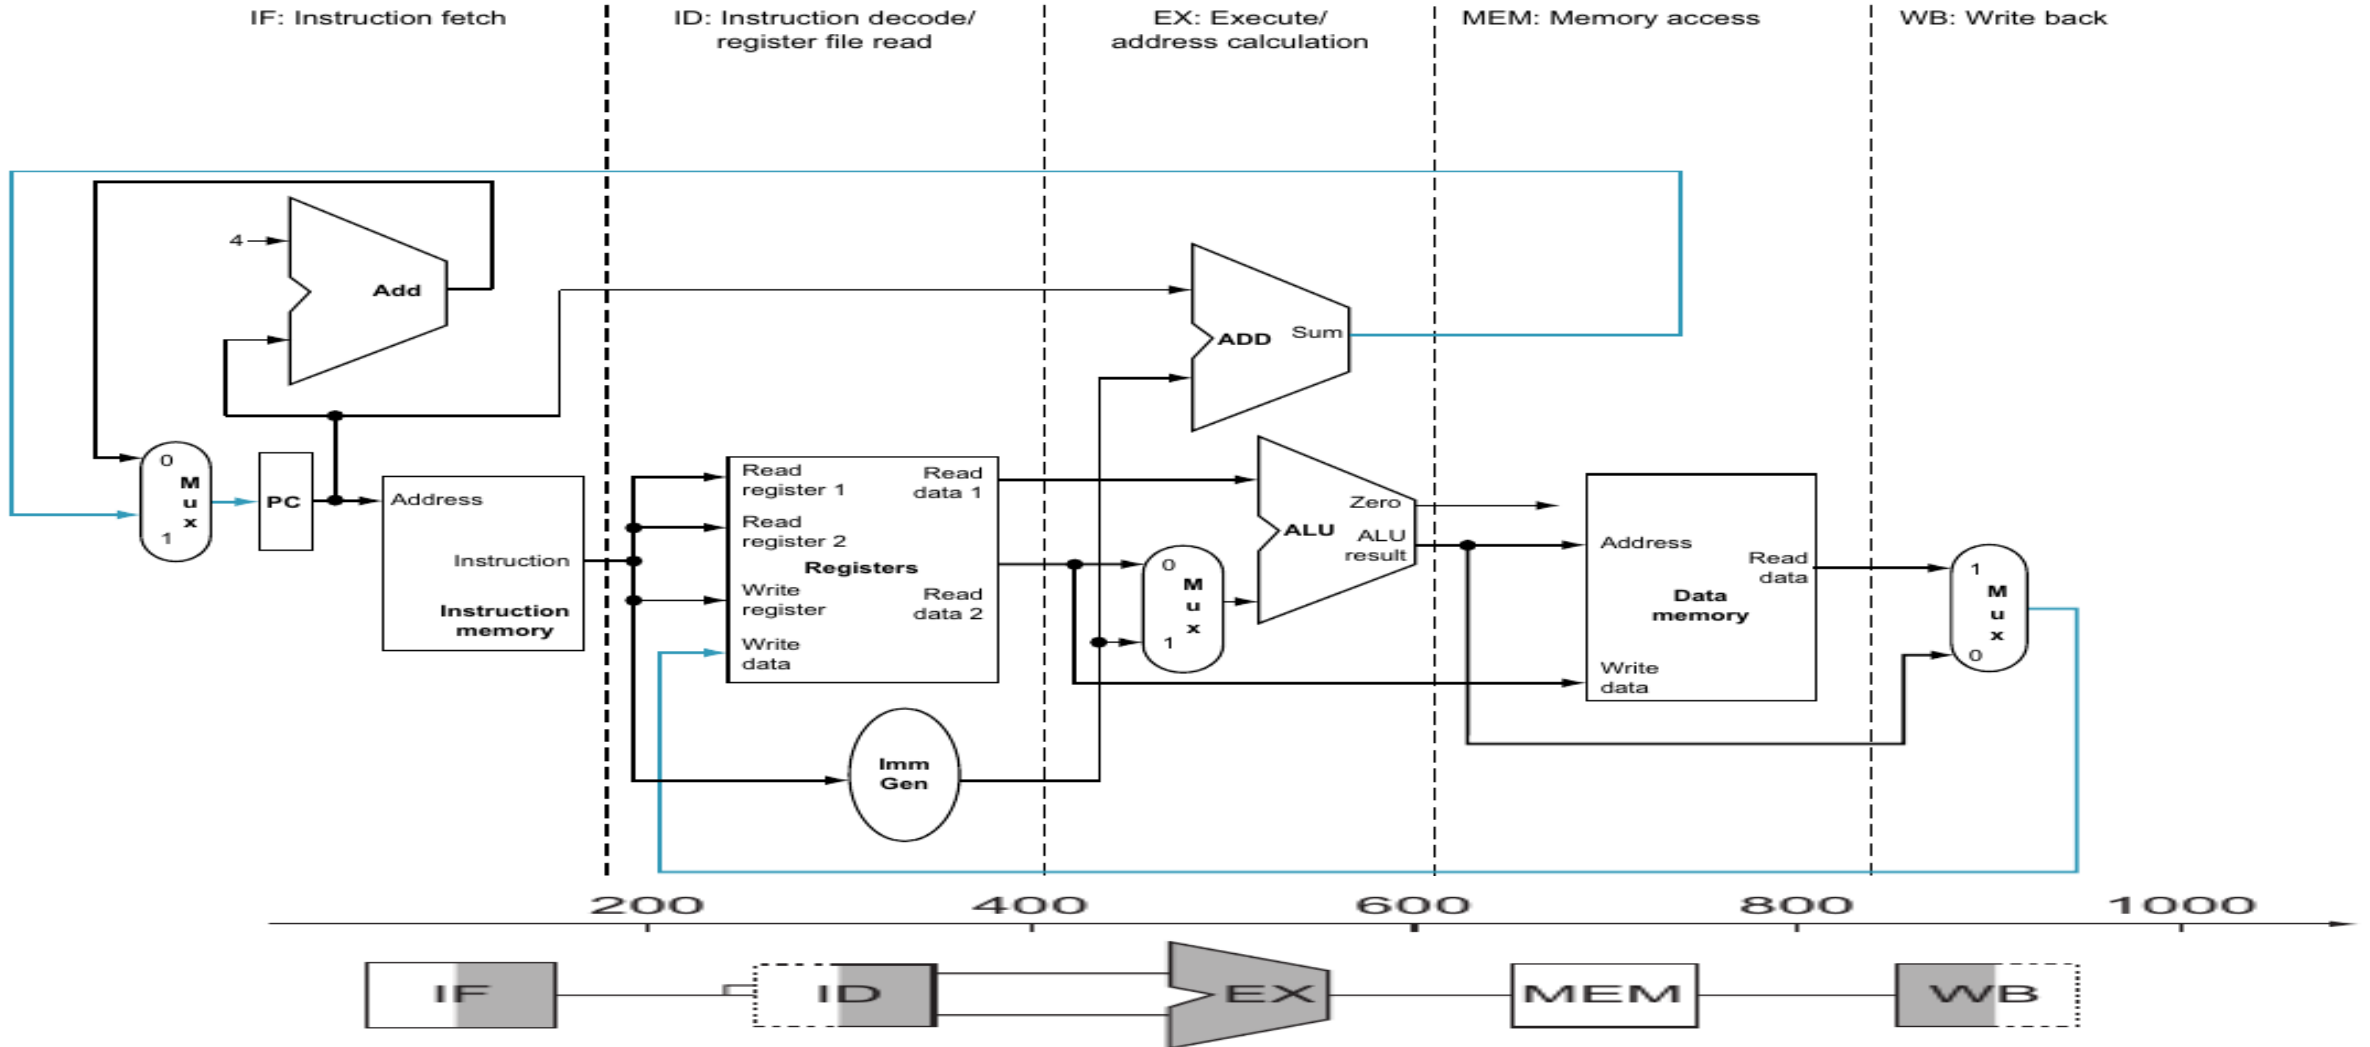 IF: Instruction fetch
ID: Instruction decode/
register file read
EX: Execute/
address calculation
MEM: Memory access
WB: Write back
4
Add
ADD
Sum
0
M
u
x
1
PC
Address
Instruction
Instruction
memory
Read
register 1
Read
register 2
Write
register
Write
data
Registers
Read
data 1
Read
data 2
Imm
Gen
0
M
u
x
1
Zero
ALU
ALU
result
Address
Read
data
Data
memory
Write
data
1
M
u
x
0
200
400
600
800
1000
IF
ID
EX
MEM
WB